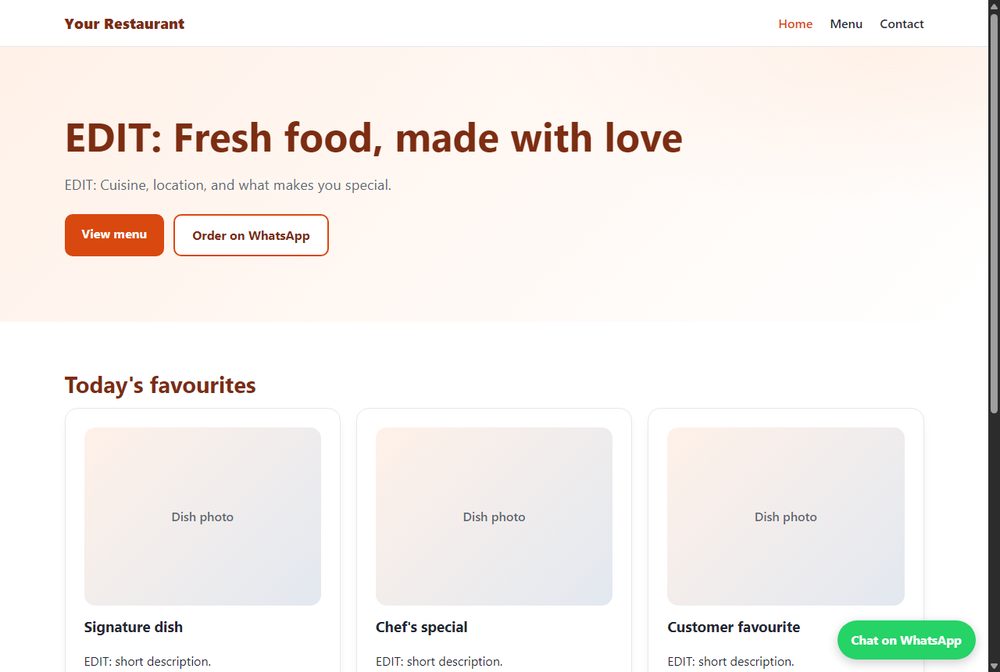 Your Restaurant
Home Menu Contact
EDIT: Fresh food, made with love
EDIT: Cuisine, location, and what makes you special.
View menu
Order on WhatsApp
Today's favourites
Dish photo
Dish photo
Dish photo
Signature dish
Chef's special
Customer favourite
EDIT: short description.
EDIT: short description.
EDIT: short description.
Chat on WhatsApp